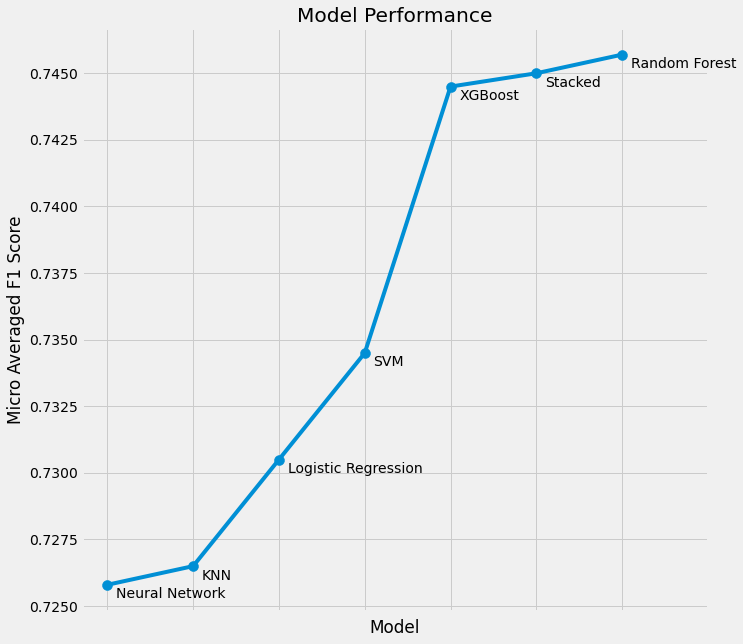 Model Performance
Micro Averaged F1 Score
0.7450
0.7425
0.7400
0.7375
0.7350
0.7325
0.7300
0.7275
0.7250
Random Forest
Stacked
XGBoost
SVM
Logistic Regression
KNN
Neural Network
Model